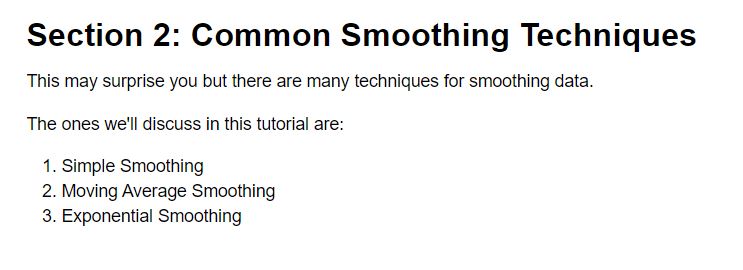 Section 2: Common Smoothing Techniques
This may surprise you but there are many techniques for smoothing data.
The ones we'll discuss in this tutorial are:
1. Simple Smoothing
2. Moving Average Smoothing
3. Exponential Smoothing